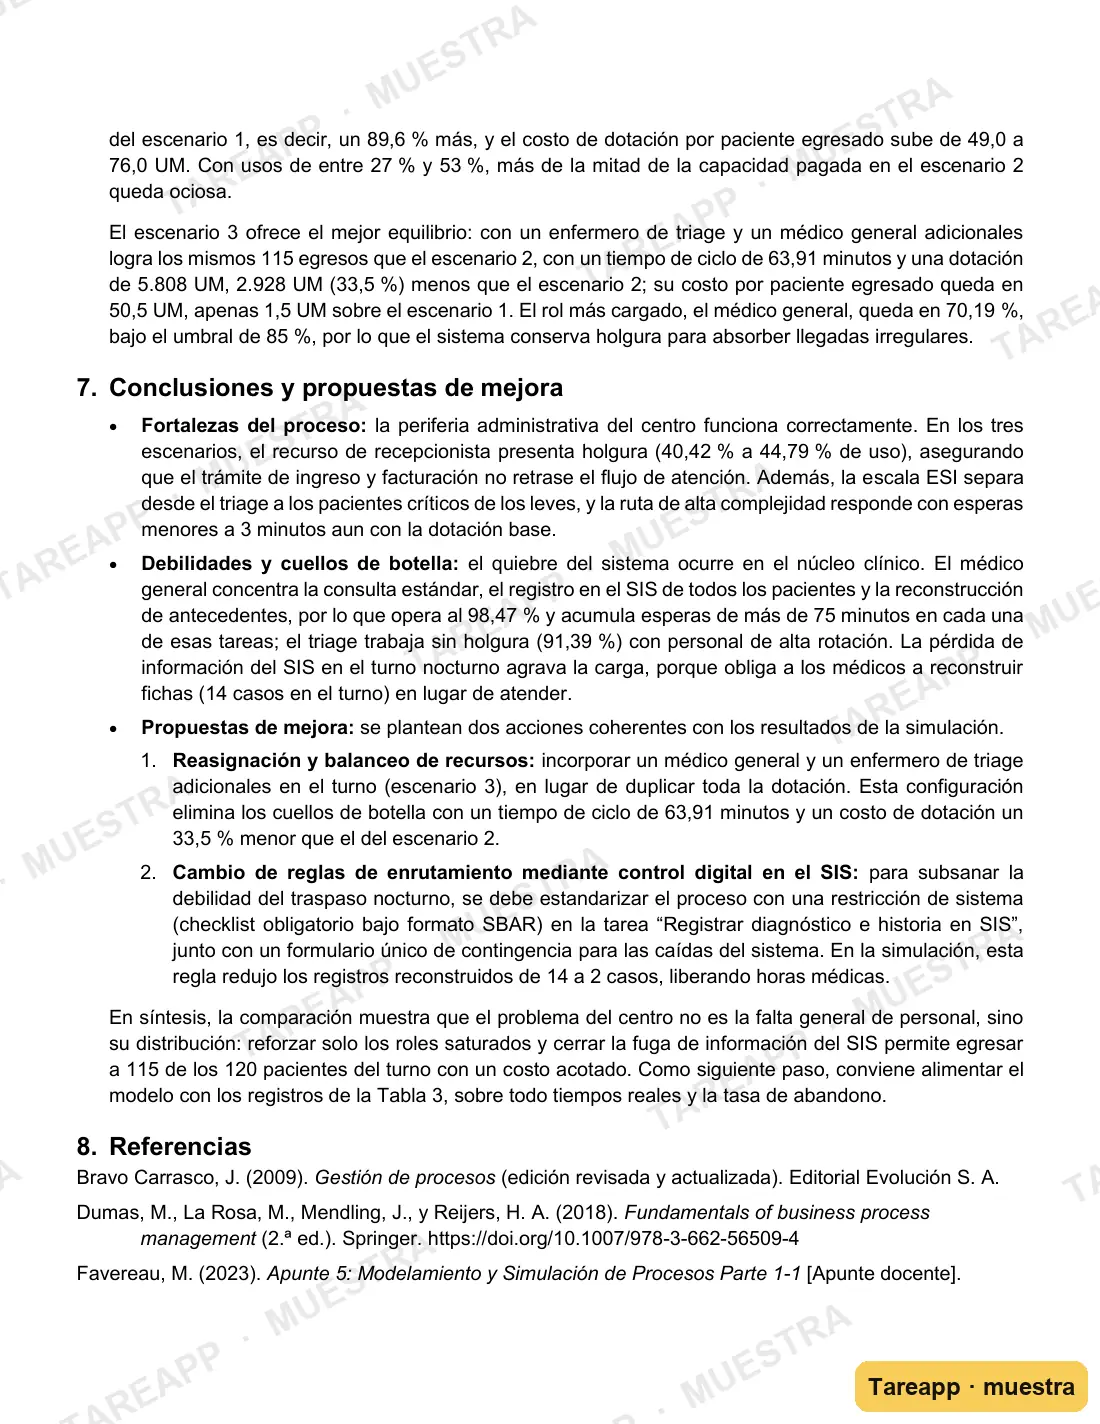 del escenario 1, es decir, un 89,6 % más, y el costo de dotación por paciente egresado sube de 49,0 a
76,0 UM. Con usos de entre 27 % y 53 %, más de la mitad de la capacidad pagada en el escenario 2
queda ociosa.
El escenario 3 ofrece el mejor equilibrio: con un enfermero de triage y un médico general adicionales
logra los mismos 115 egresos que el escenario 2, con un tiempo de ciclo de 63,91 minutos y una dotación
de 5.808 UM, 2.928 UM (33,5 %) menos que el escenario 2; su costo por paciente egresado queda en
50,5 UM, apenas 1,5 UM sobre el escenario 1. El rol más cargado, el médico general, queda en 70,19 %,
bajo el umbral de 85 %, por lo que el sistema conserva holgura para absorber llegadas irregulares.
7. Conclusiones y propuestas de mejora
• Fortalezas del proceso: la periferia administrativa del centro funciona correctamente. En los tres
escenarios, el recurso de recepcionista presenta holgura (40,42 % a 44,79 % de uso), asegurando
que el trámite de ingreso y facturación no retrase el flujo de atención. Además, la escala ESI separa
desde el triage a los pacientes críticos de los leves, y la ruta de alta complejidad responde con esperas
menores a 3 minutos aun con la dotación base.
• Debilidades y cuellos de botella: el quiebre del sistema ocurre en el núcleo clínico. El médico
general concentra la consulta estándar, el registro en el SIS de todos los pacientes y la reconstrucción
de antecedentes, por lo que opera al 98,47 % y acumula esperas de más de 75 minutos en cada una
de esas tareas; el triage trabaja sin holgura (91,39 %) con personal de alta rotación. La pérdida de
información del SIS en el turno nocturno agrava la carga, porque obliga a los médicos a reconstruir
fichas (14 casos en el turno) en lugar de atender.
• Propuestas de mejora: se plantean dos acciones coherentes con los resultados de la simulación.
1. Reasignación y balanceo de recursos: incorporar un médico general y un enfermero de triage
adicionales en el turno (escenario 3), en lugar de duplicar toda la dotación. Esta configuración
elimina los cuellos de botella con un tiempo de ciclo de 63,91 minutos y un costo de dotación un
33,5 % menor que el del escenario 2.
2. Cambio de reglas de enrutamiento mediante control digital en el SIS: para subsanar la
debilidad del traspaso nocturno, se debe estandarizar el proceso con una restricción de sistema
(checklist obligatorio bajo formato SBAR) en la tarea “Registrar diagnóstico e historia en SIS”,
junto con un formulario único de contingencia para las caídas del sistema. En la simulación, esta
regla redujo los registros reconstruidos de 14 a 2 casos, liberando horas médicas.
En síntesis, la comparación muestra que el problema del centro no es la falta general de personal, sino
su distribución: reforzar solo los roles saturados y cerrar la fuga de información del SIS permite egresar
a 115 de los 120 pacientes del turno con un costo acotado. Como siguiente paso, conviene alimentar el
modelo con los registros de la Tabla 3, sobre todo tiempos reales y la tasa de abandono.
8. Referencias
Bravo Carrasco, J. (2009). Gestión de procesos (edición revisada y actualizada). Editorial Evolución S. A.
Dumas, M., La Rosa, M., Mendling, J., y Reijers, H. A. (2018). Fundamentals of business process
management (2.ª ed.). Springer. https://doi.org/10.1007/978-3-662-56509-4
Favereau, M. (2023). Apunte 5: Modelamiento y Simulación de Procesos Parte 1-1 [Apunte docente].
TAREAPP · MUESTRA
Tareapp · muestra